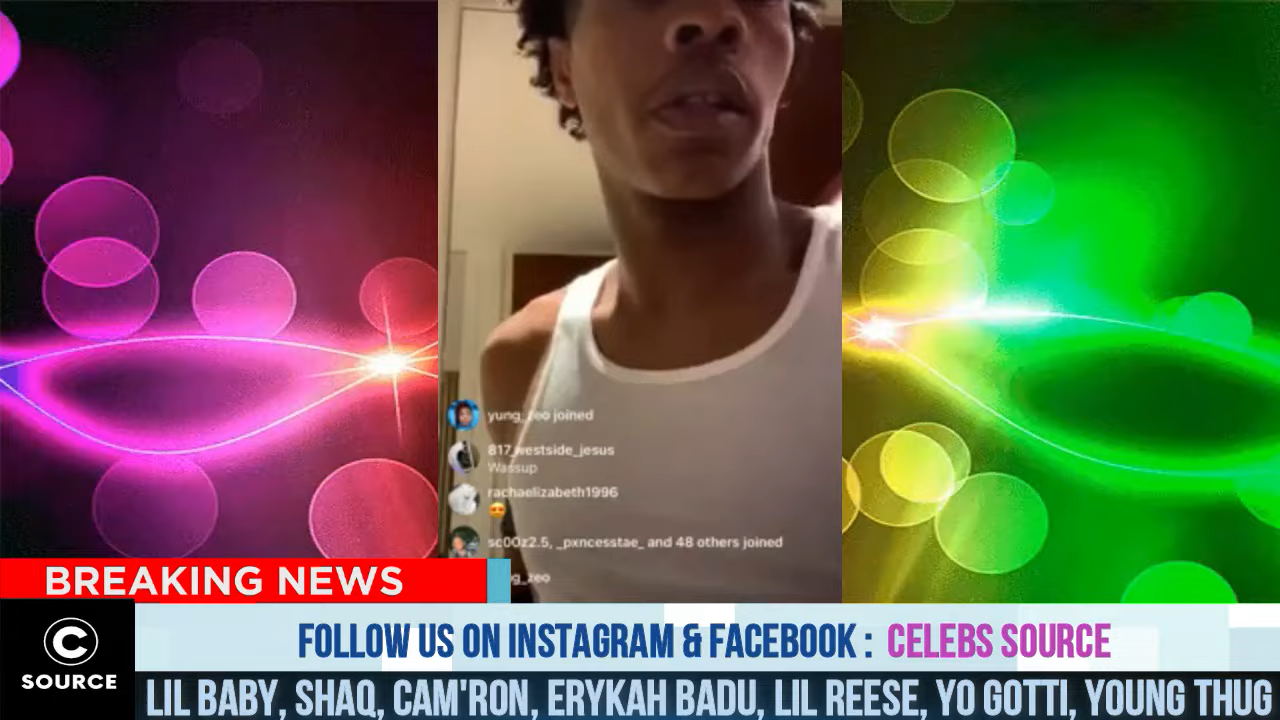 yung_zeo joined
817_westside_jesus
Wassup
rachaelizabeth1996
sc00z2.5, _pxncesstae_ and 48 others joined
g_zeo
BREAKING NEWS
C
SOURCE
FOLLOW US ON INSTAGRAM & FACEBOOK : CELEBS SOURCE
LIL BABY, SHAQ, CAM'RON, ERYKAH BADU, LIL REESE, YO GOTTI, YOUNG THUG